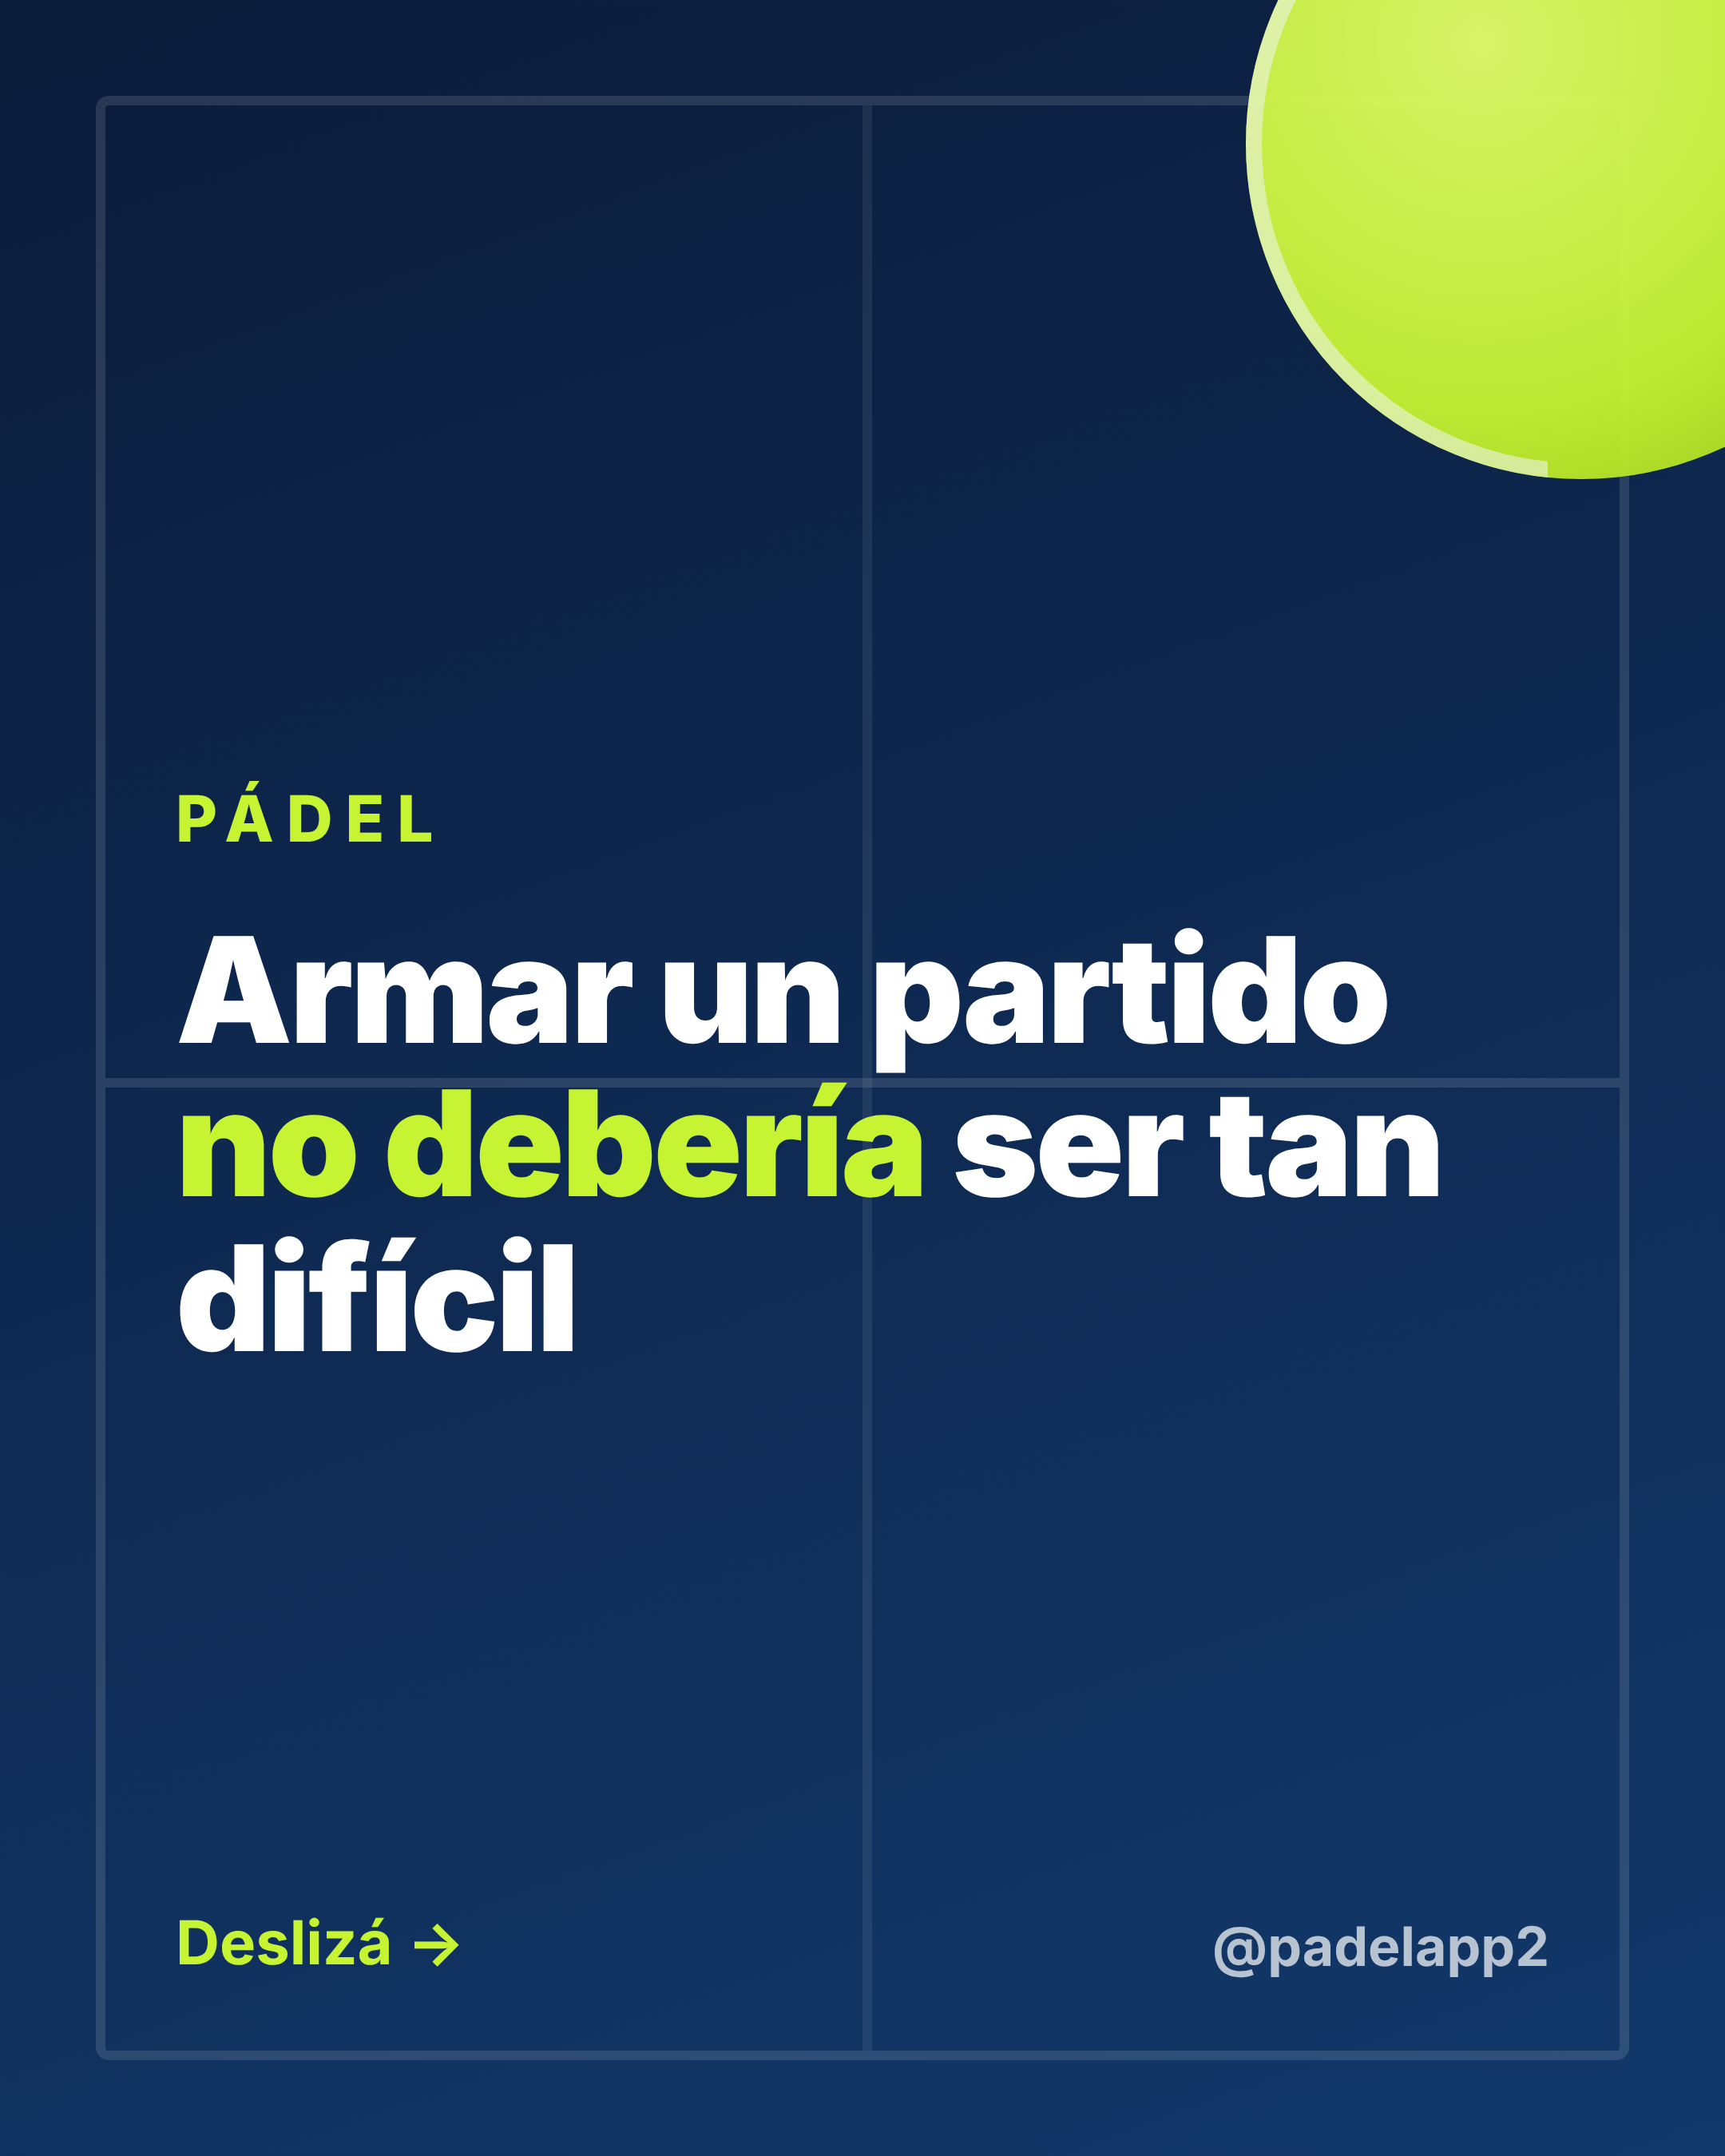 PÁDEL
Armar un partido
no debería ser tan
difícil
Deslizá →
@padelapp2